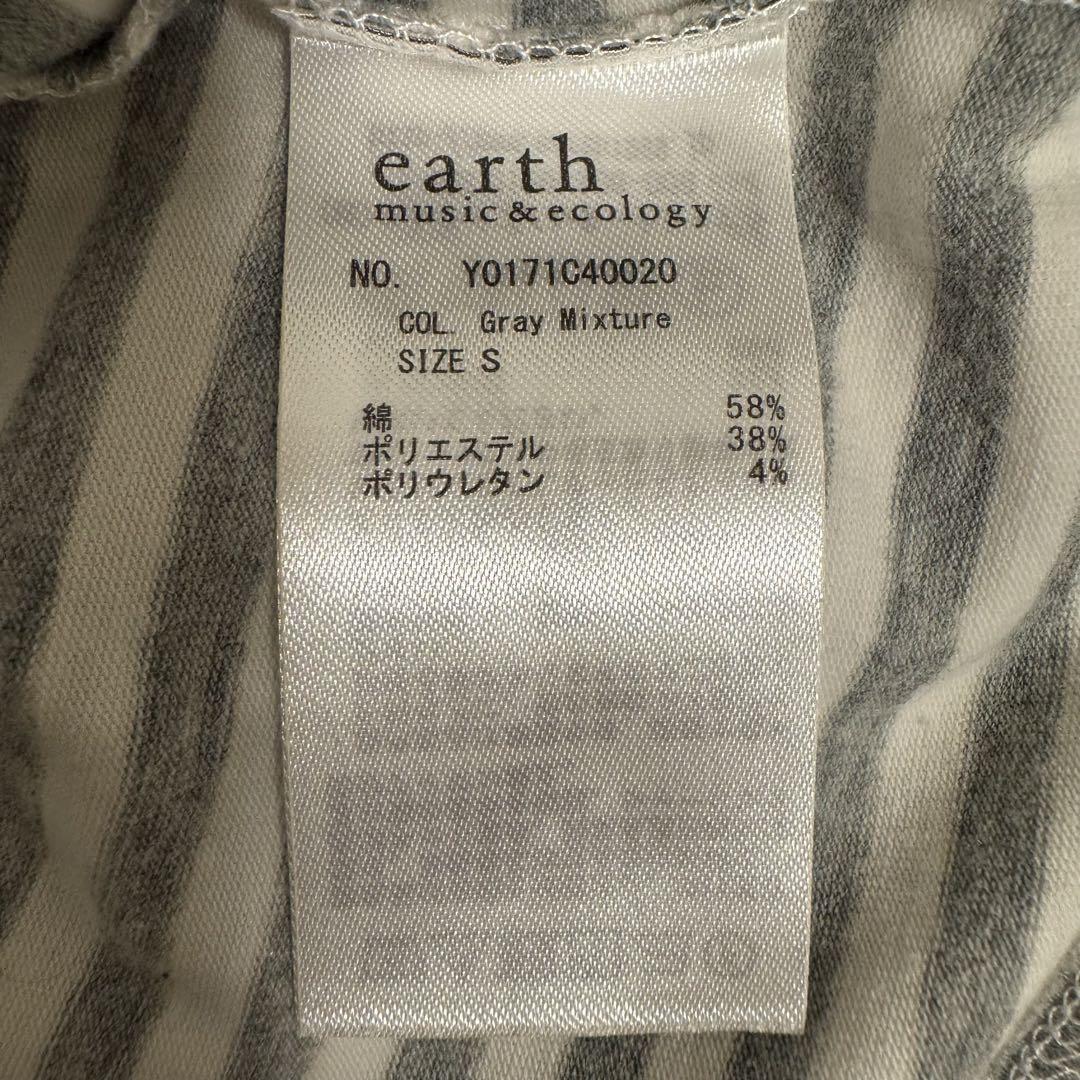 earth
music&ecology
NO. Y0171C40020
COL. Gray Mixture
SIZE S
綿 58%
ポリエステル 38%
ポリウレタン 4%